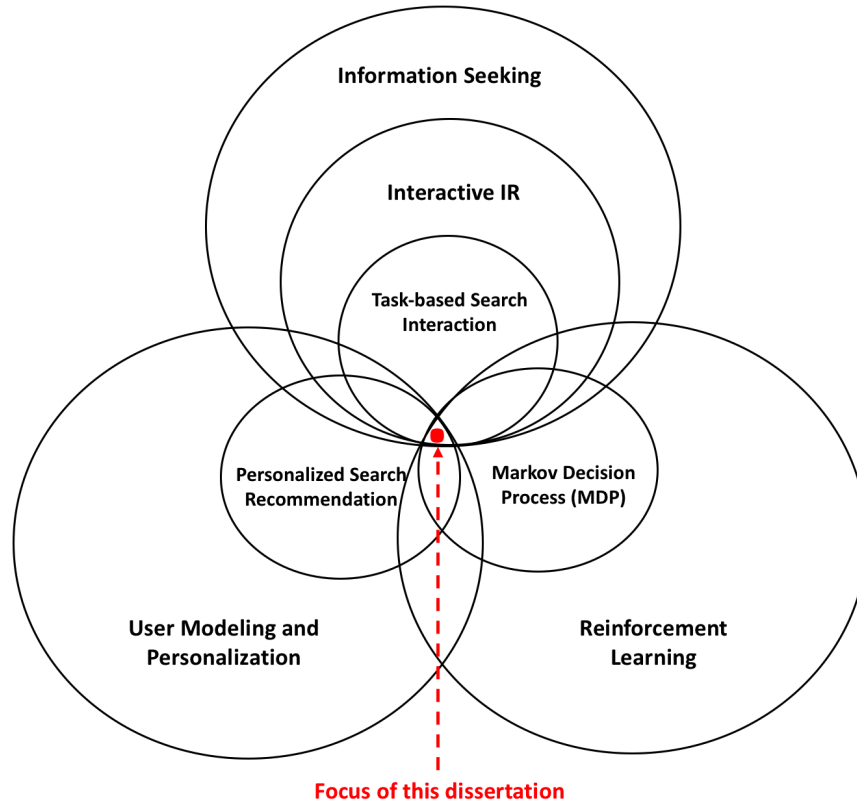 Information Seeking
Interactive IR
Task-based Search
Interaction
Personalized Search
Recommendation
Markov Decision
Process (MDP)
User Modeling and
Personalization
Reinforcement
Learning
Focus of this dissertation